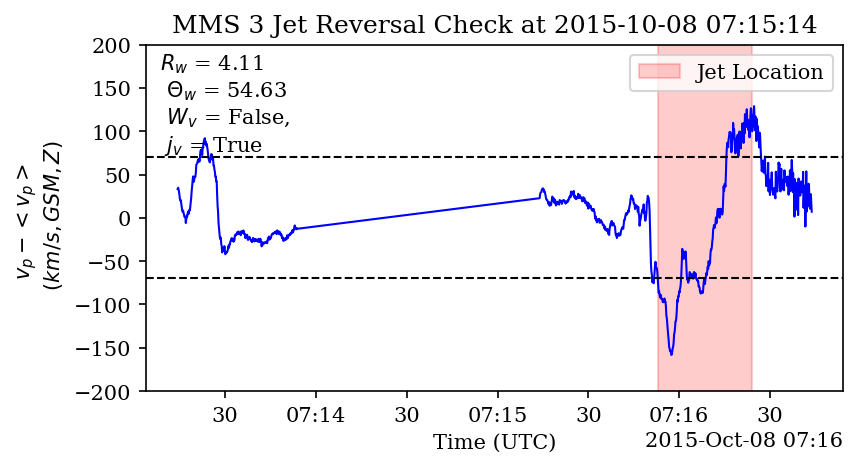 MMS 3 Jet Reversal Check at 2015-10-08 07:15:14
R_w = 4.11
Θ_w = 54.63
W_v = False,
j_v = True
Jet Location
v_p − < v_p >
(km/s, GSM, Z)
200
150
100
50
0
−50
−100
−150
−200
30 07:14 30 07:15 30 07:16 30
Time (UTC)
2015-Oct-08 07:16